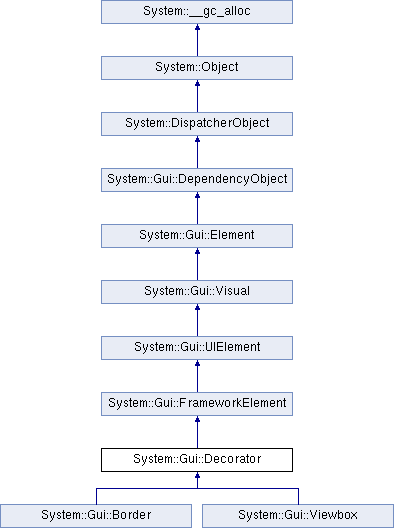 System::__gc_alloc
System::Object
System::DispatcherObject
System::Gui::DependencyObject
System::Gui::Element
System::Gui::Visual
System::Gui::UIElement
System::Gui::FrameworkElement
System::Gui::Decorator
System::Gui::Border
System::Gui::Viewbox